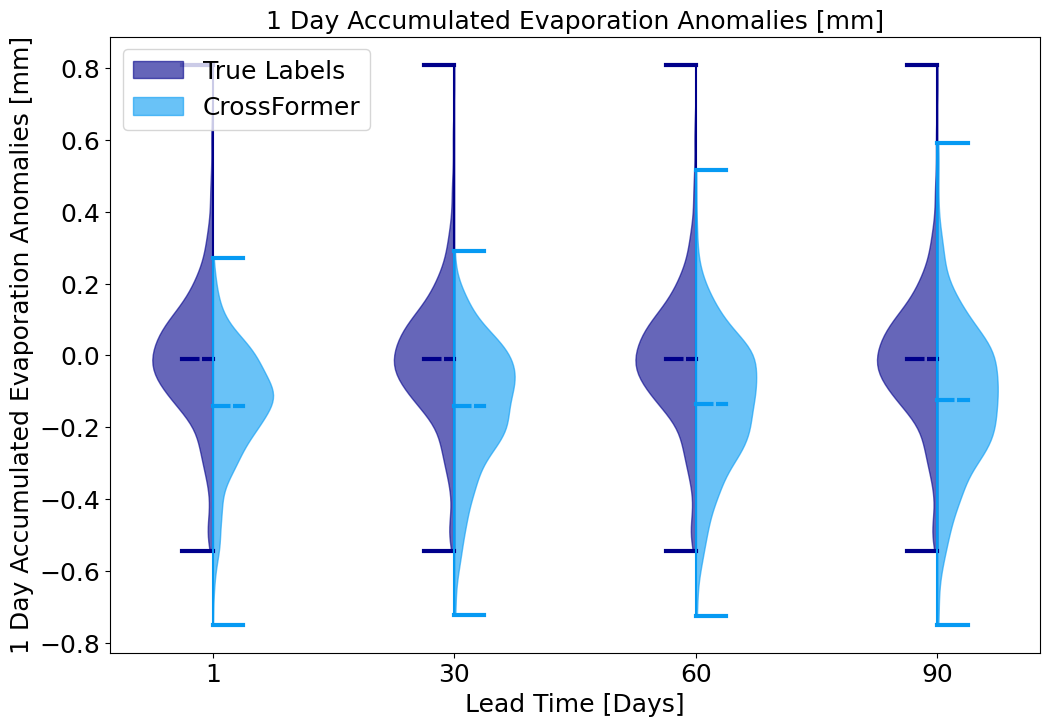 1 Day Accumulated Evaporation Anomalies [mm]
1 Day Accumulated Evaporation Anomalies [mm]
True Labels
CrossFormer
0.8
0.6
0.4
0.2
0.0
−0.2
−0.4
−0.6
−0.8
1 30 60 90
Lead Time [Days]